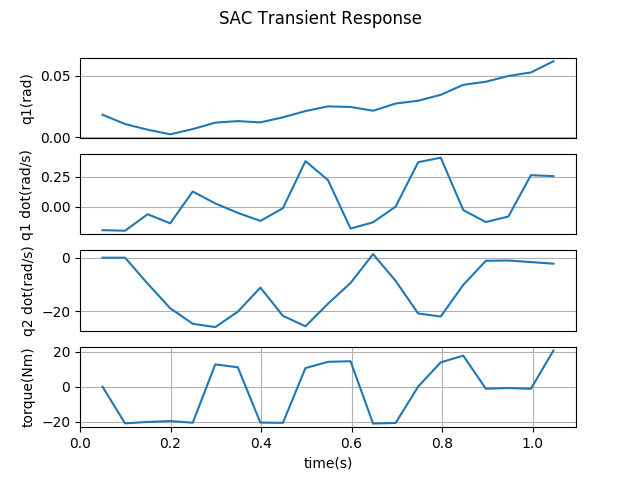 SAC Transient Response
q1(rad)
0.05
0.00
q1 dot(rad/s)
0.25
0.00
q2 dot(rad/s)
0
−20
torque(Nm)
20
0
−20
0.0 0.2 0.4 0.6 0.8 1.0
time(s)